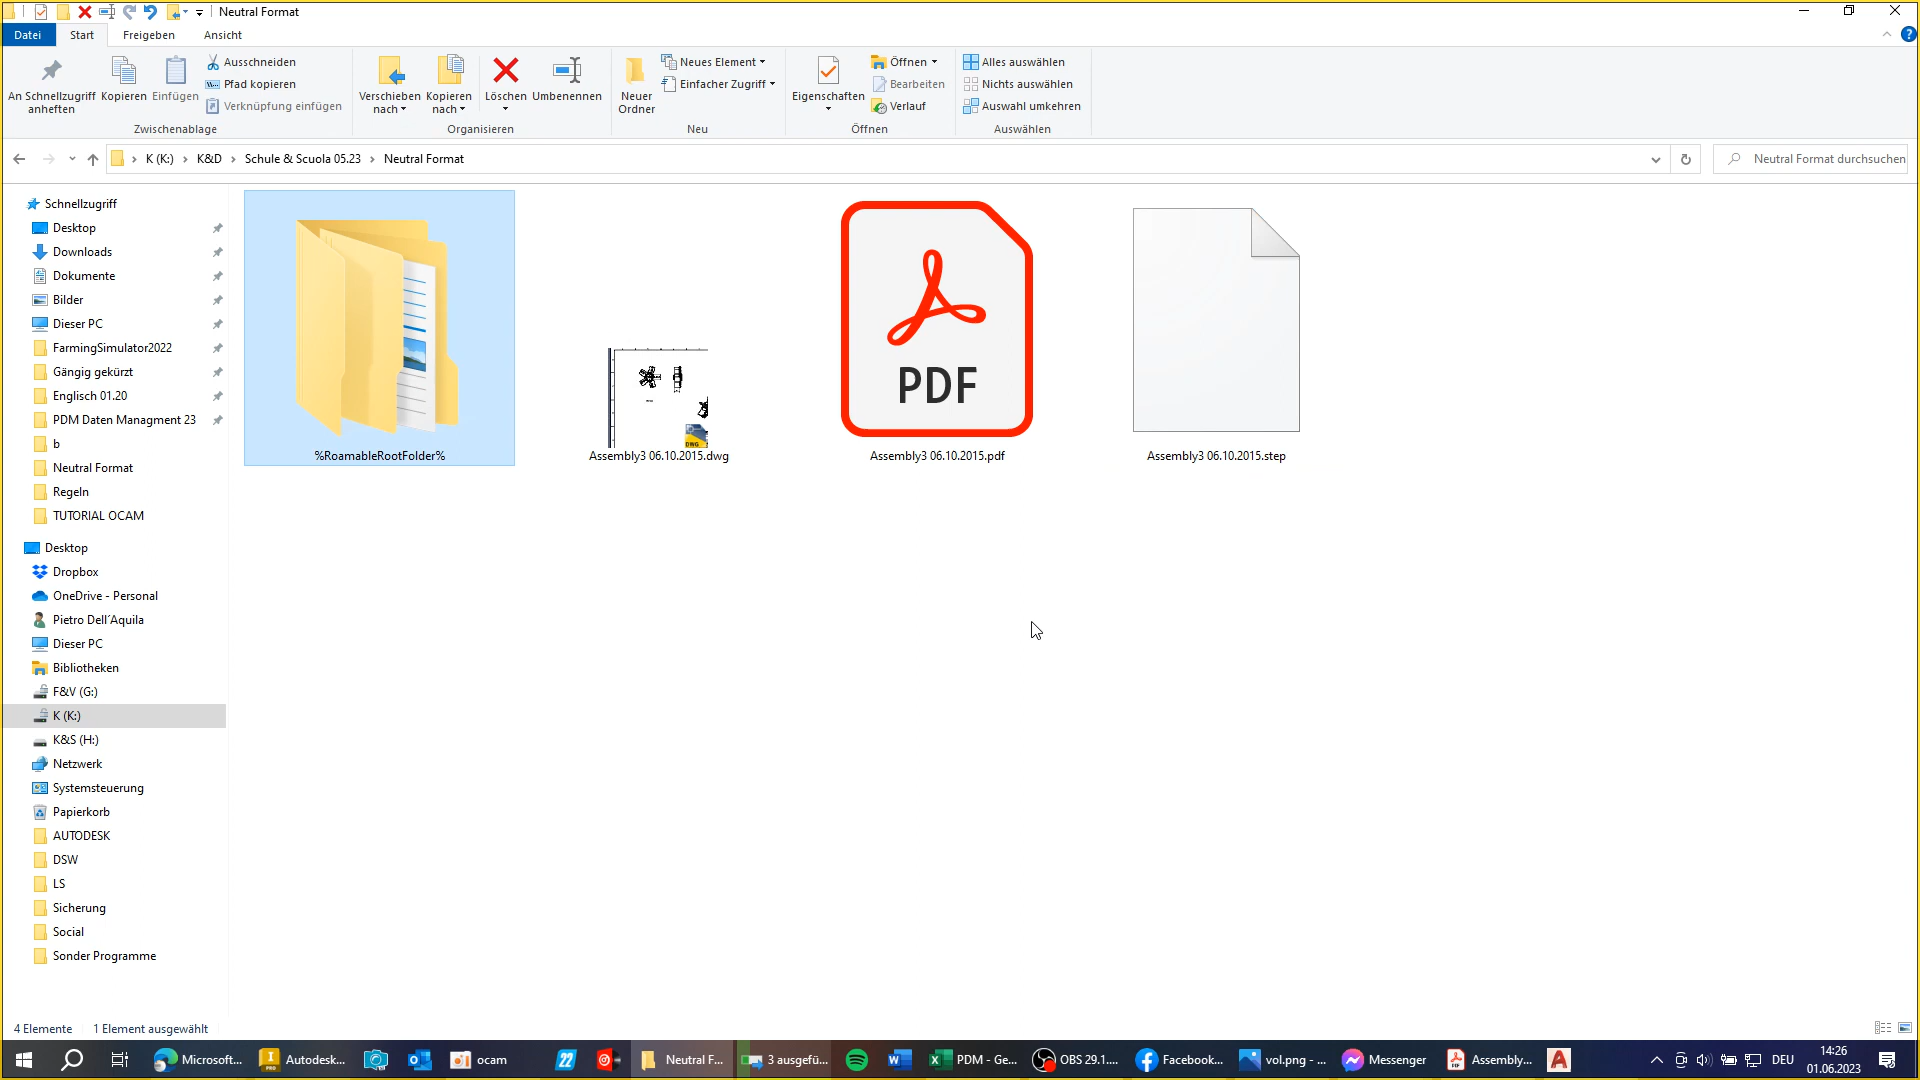 Neutral Format
Datei Start Freigeben Ansicht
An Schnellzugriff anheften
Kopieren
Einfügen
Ausschneiden
Pfad kopieren
Verknüpfung einfügen
Zwischenablage
Verschieben nach
Kopieren nach
Löschen
Umbenennen
Organisieren
Neuer Ordner
Neues Element
Einfacher Zugriff
Neu
Eigenschaften
Öffnen
Bearbeiten
Verlauf
Öffnen
Alles auswählen
Nichts auswählen
Auswahl umkehren
Auswählen
K (K:) › K&D › Schule & Scuola 05.23 › Neutral Format
Neutral Format durchsuchen
Schnellzugriff
Desktop
Downloads
Dokumente
Bilder
Dieser PC
FarmingSimulator2022
Gängig gekürzt
Englisch 01.20
PDM Daten Managment 23
b
Neutral Format
Regeln
TUTORIAL OCAM
Desktop
Dropbox
OneDrive - Personal
Pietro Dell´Aquila
Dieser PC
Bibliotheken
F&V (G:)
K (K:)
K&S (H:)
Netzwerk
Systemsteuerung
Papierkorb
AUTODESK
DSW
LS
Sicherung
Social
Sonder Programme
%RoamableRootFolder%
DWG
Assembly3 06.10.2015.dwg
PDF
Assembly3 06.10.2015.pdf
Assembly3 06.10.2015.step
4 Elemente 1 Element ausgewählt
Microsoft...
Autodesk...
ocam
22
Neutral F...
3 ausgefü...
PDM - Ge...
OBS 29.1....
Facebook...
vol.png - ...
Messenger
Assembly...
DEU
14:26
01.06.2023